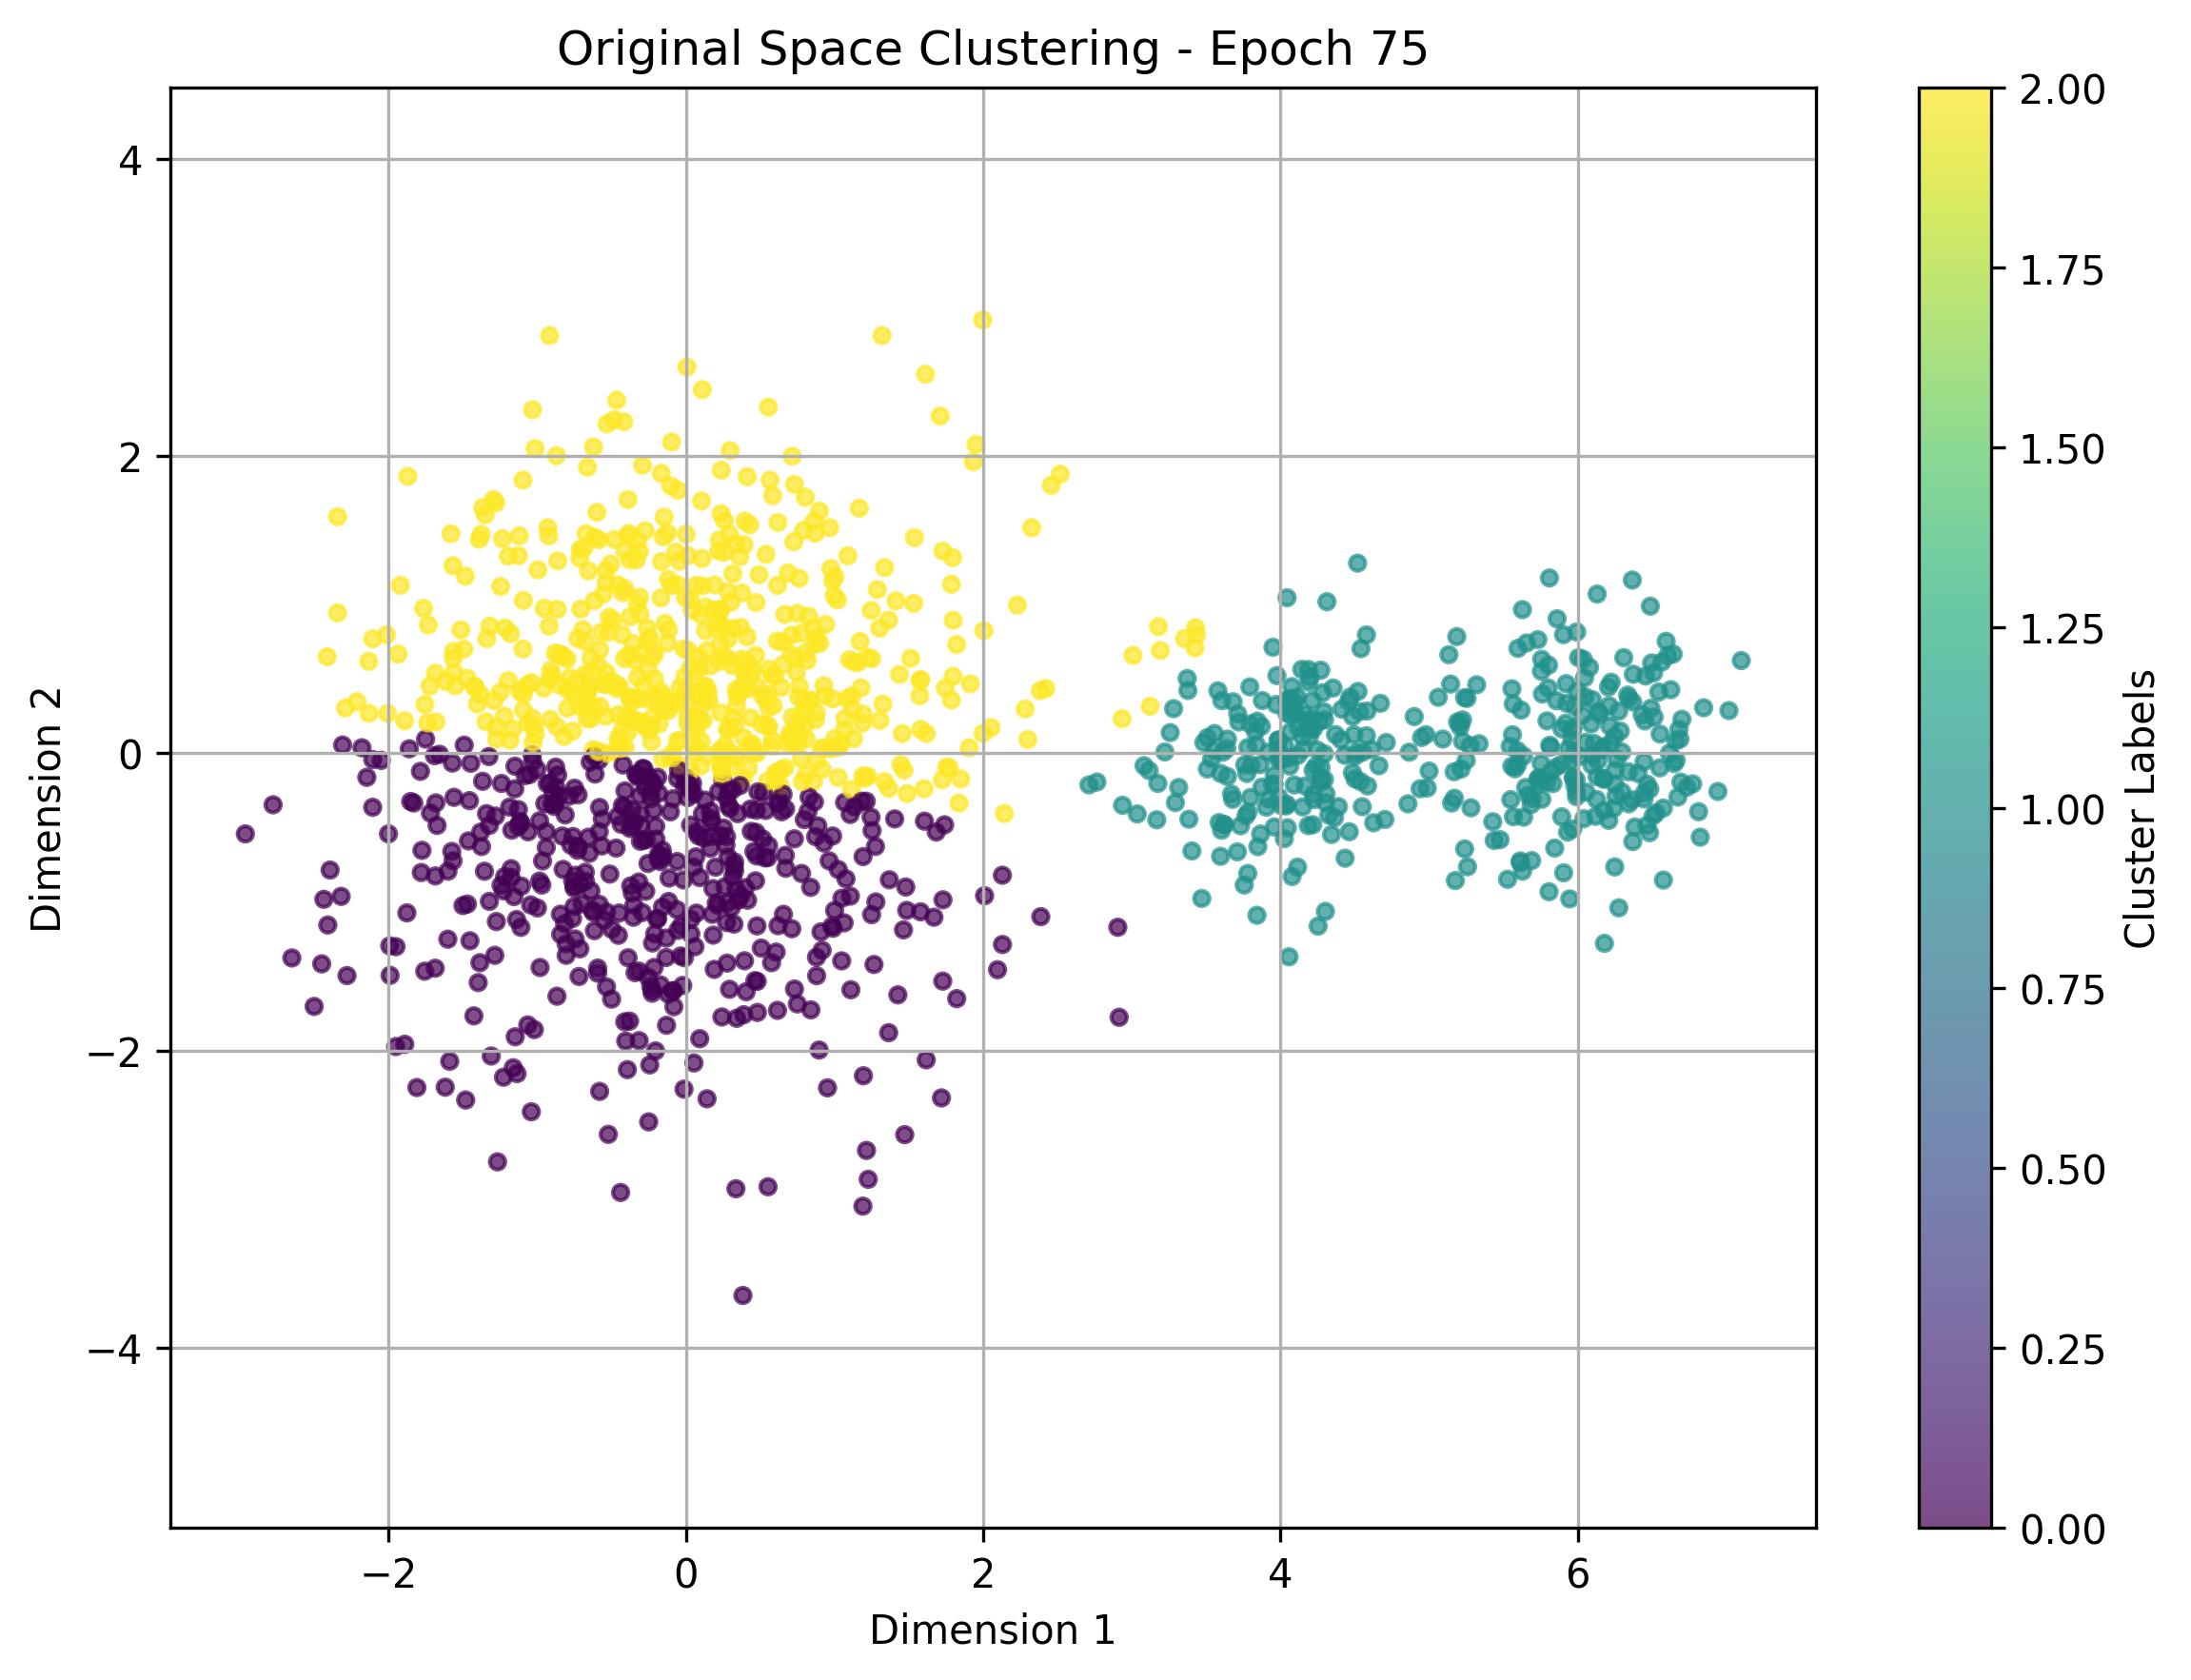 Original Space Clustering - Epoch 75
4
2
0
−2
−4
−2 0 2 4 6
Dimension 1
Dimension 2
2.00
1.75
1.50
1.25
1.00
0.75
0.50
0.25
0.00
Cluster Labels